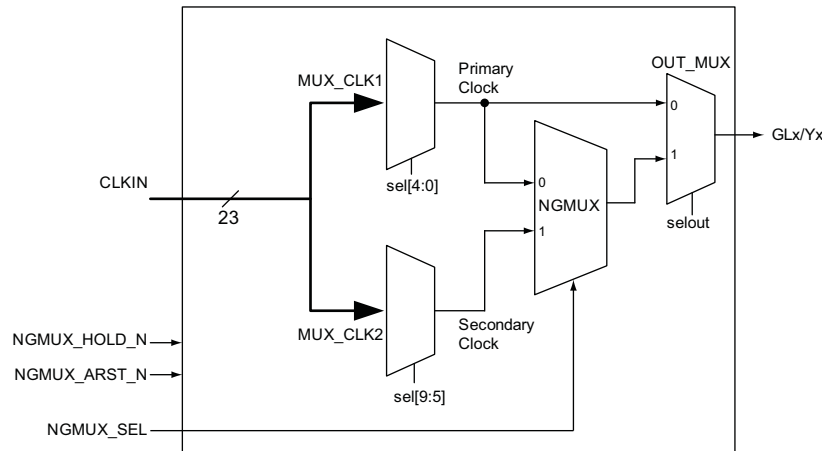 OUT_MUX
Primary
Clock
MUX_CLK1
0
GLx/Yx
1
CLKIN
23
sel[4:0]
0
NGMUX
selout
1
MUX_CLK2
Secondary
Clock
NGMUX_HOLD_N
NGMUX_ARST_N
sel[9:5]
NGMUX_SEL